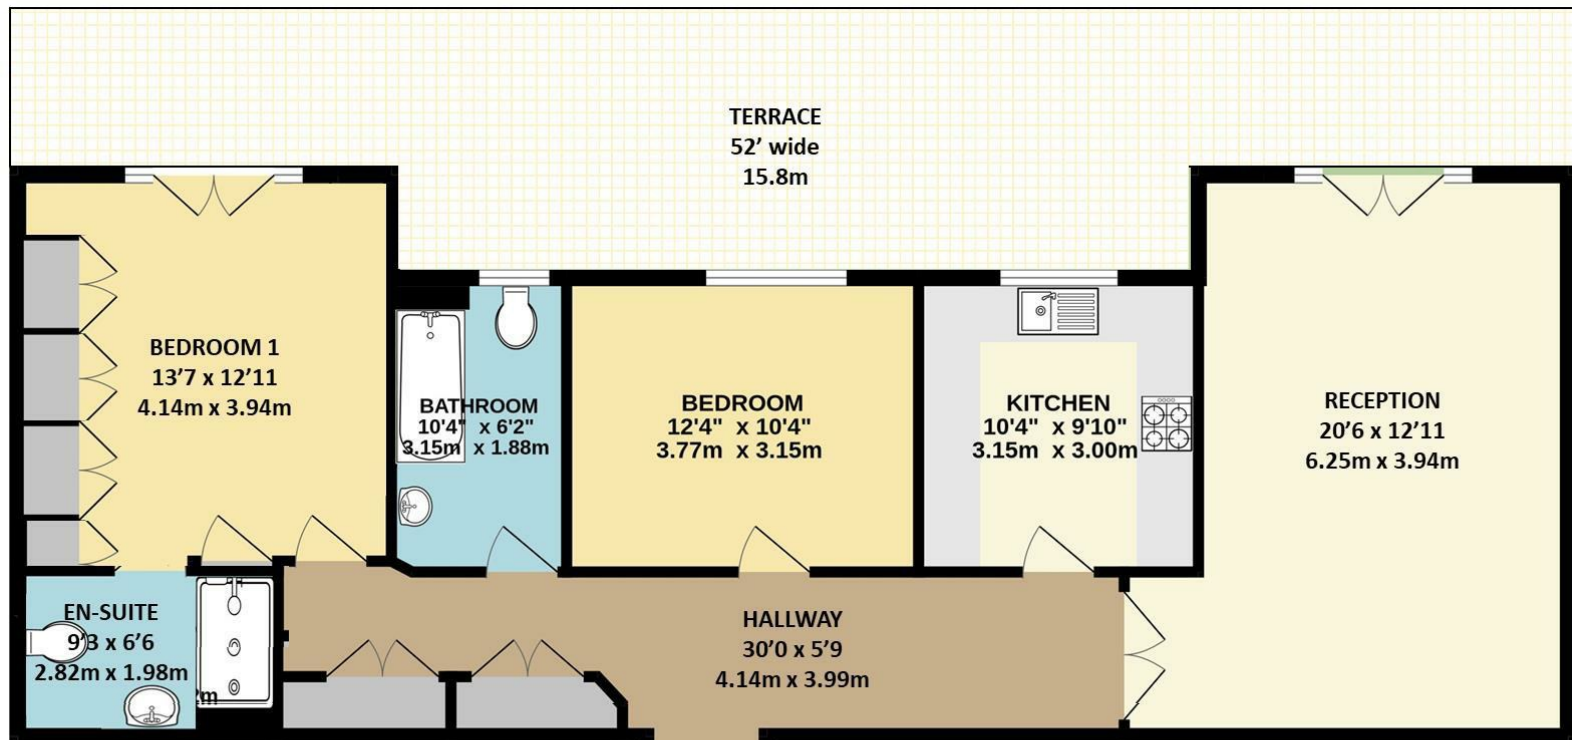 TERRACE
52’ wide
15.8m
BEDROOM 1
13’7 x 12’11
4.14m x 3.94m
BATHROOM
10'4" x 6'2"
3.15m x 1.88m
BEDROOM
12'4" x 10'4"
3.77m x 3.15m
KITCHEN
10'4" x 9'10"
3.15m x 3.00m
RECEPTION
20’6 x 12’11
6.25m x 3.94m
EN-SUITE
9’3 x 6’6
2.82m x 1.98m
HALLWAY
30’0 x 5’9
4.14m x 3.99m